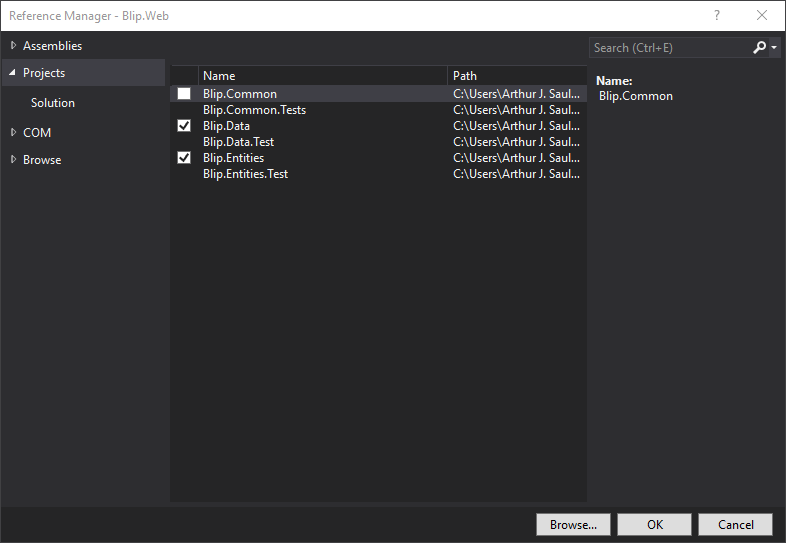 Reference Manager - Blip.Web
? 
Assemblies
Projects
Solution
COM
Browse
Name Path
Blip.Common C:\Users\Arthur J. Saul...
Blip.Common.Tests C:\Users\Arthur J. Saul...
Blip.Data C:\Users\Arthur J. Saul...
Blip.Data.Test C:\Users\Arthur J. Saul...
Blip.Entities C:\Users\Arthur J. Saul...
Blip.Entities.Test C:\Users\Arthur J. Saul...
Search (Ctrl+E)
Name:
Blip.Common
Browse... OK Cancel